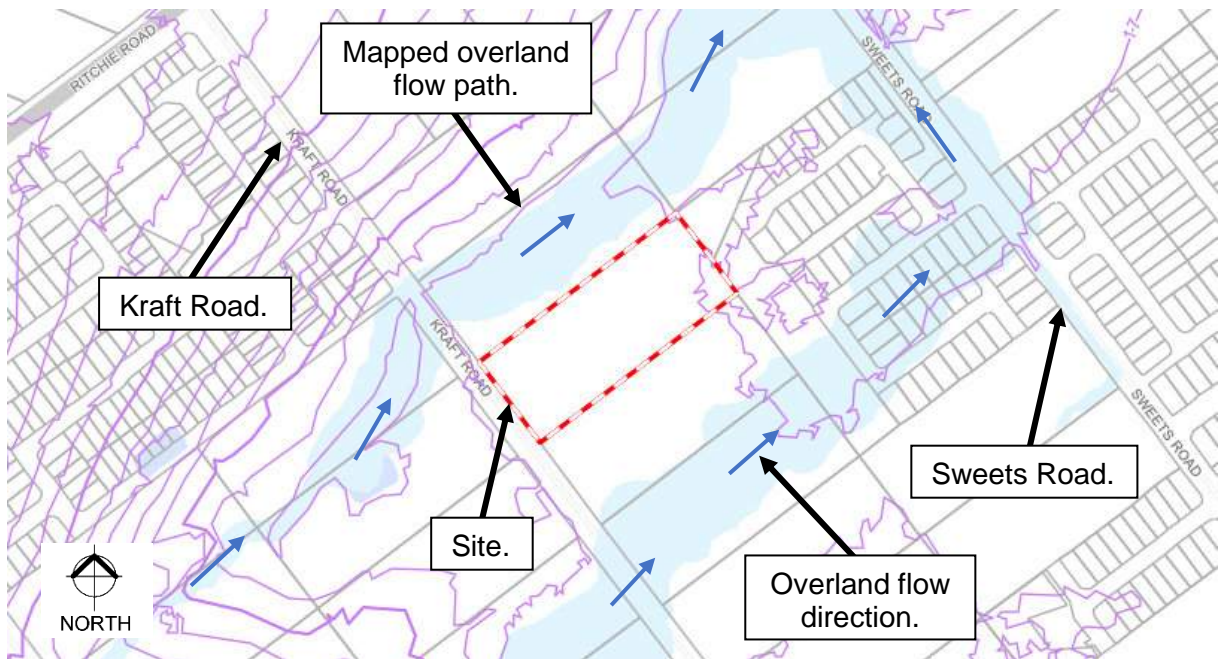 RITCHIE ROAD
Mapped overland
flow path.
SWEETS ROAD
17
KRAFT ROAD
Kraft Road.
KRAFT ROAD
Sweets Road.
SWEETS ROAD
Site.
Overland flow
direction.
NORTH